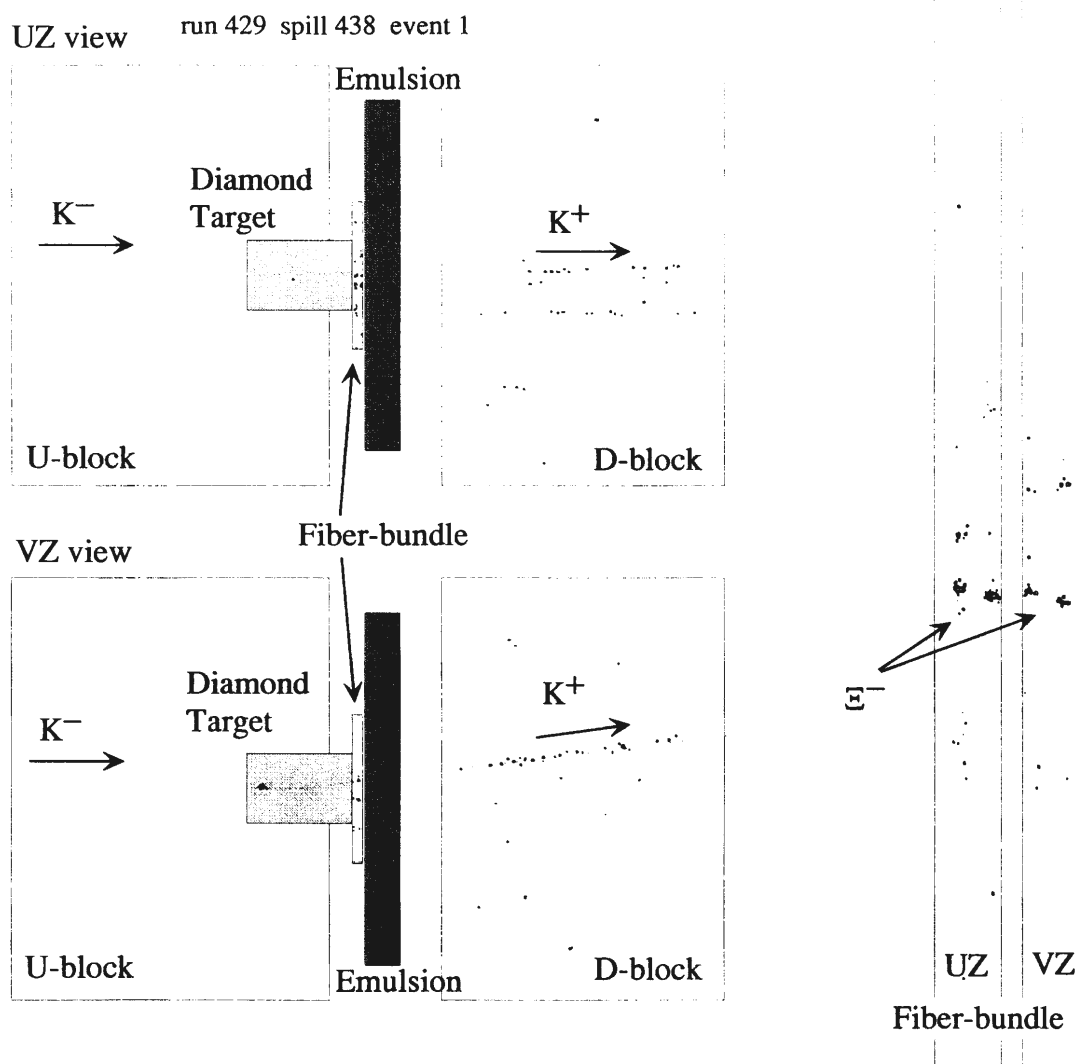 run 429 spill 438 event 1
UZ view
Emulsion
Diamond
Target
K−
K+
U-block
D-block
Fiber-bundle
VZ view
Diamond
Target
K−
K+
Ξ−
U-block
Emulsion
D-block
UZ
VZ
Fiber-bundle